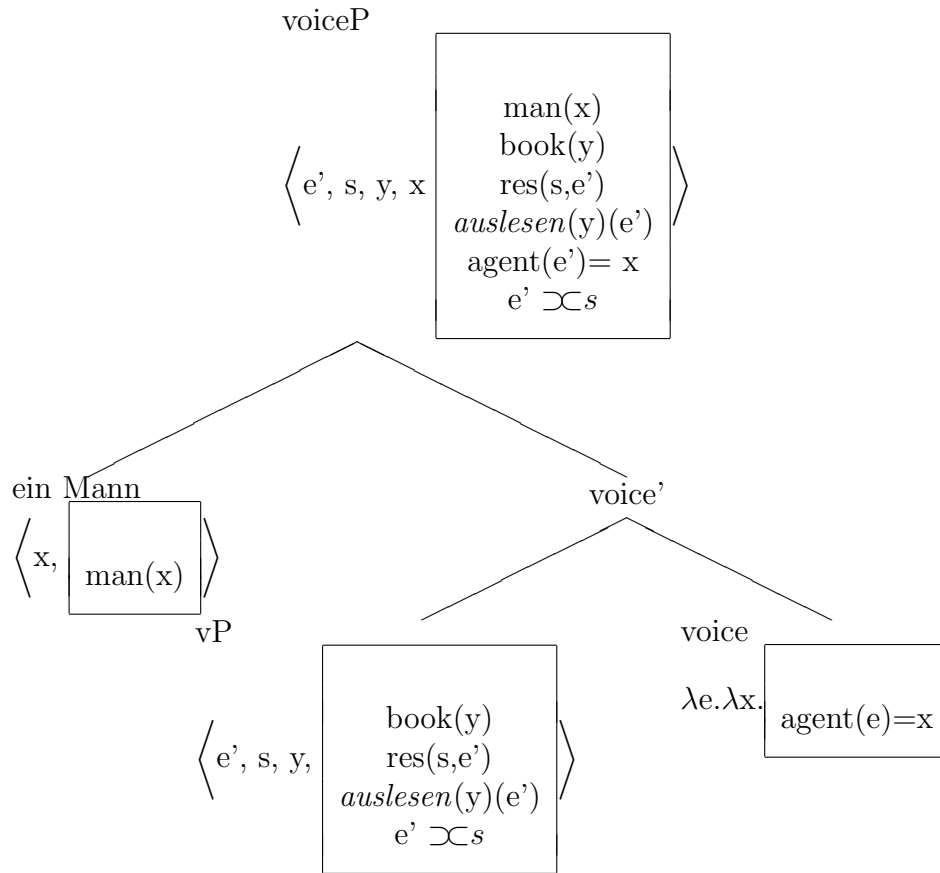 voiceP
man(x)
book(y)
⟨ e’, s, y, x res(s,e’) ⟩
auslesen(y)(e’)
agent(e’)= x
e’ ⊃⊂ s
ein Mann
⟨ x, man(x) ⟩
voice’
vP
book(y)
⟨ e’, s, y, res(s,e’) ⟩
auslesen(y)(e’)
e’ ⊃⊂ s
voice
λe.λx. agent(e)=x